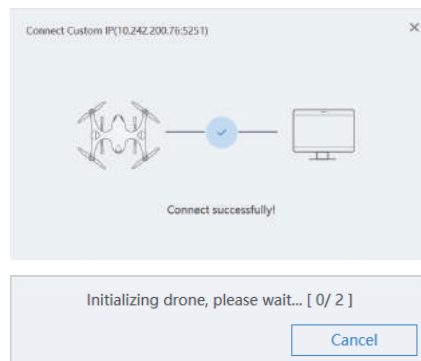 Connect Custom IP(10.242.200.76:5251)
Connect successfully!
Initializing drone, please wait... [ 0/ 2 ]
Cancel